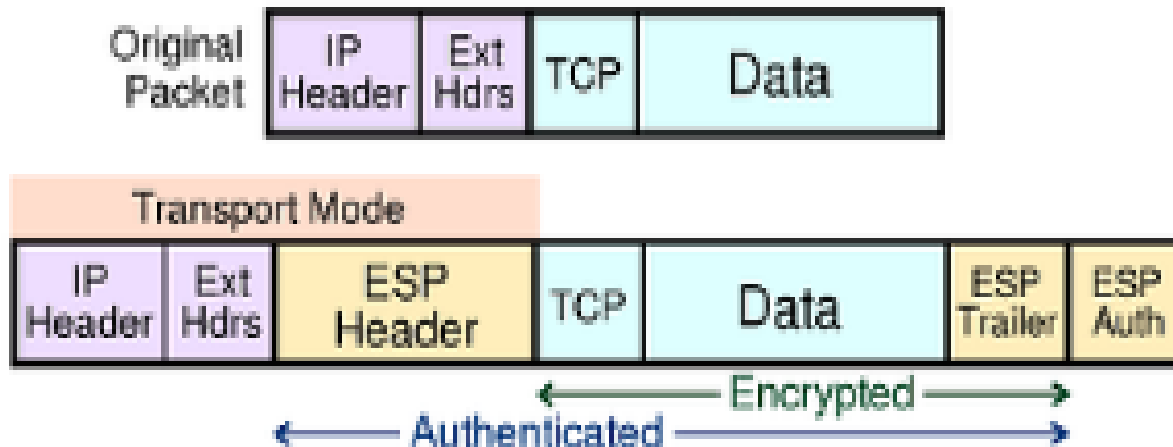 Original
Packet
IP
Header
Ext
Hdrs
TCP
Data
Transport Mode
IP
Header
Ext
Hdrs
ESP
Header
TCP
Data
ESP
Trailer
ESP
Auth
Encrypted
Authenticated